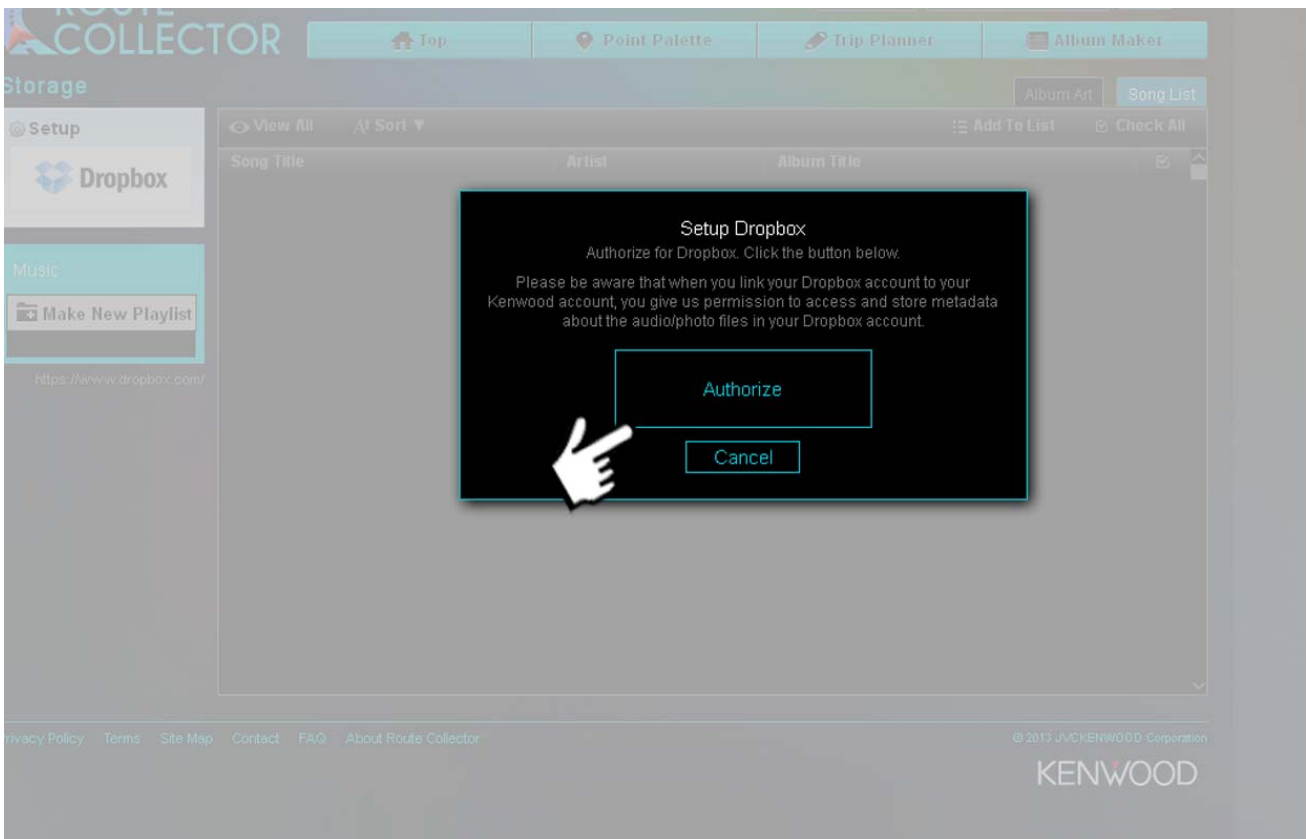 ROUTE
COLLECTOR
Top
Point Palette
Trip Planner
Album Maker
Storage
Album Art
Song List
Setup
View All
Sort ▼
Add To List
Check All
Dropbox
Song Title
Artist
Album Title
Setup Dropbox
Authorize for Dropbox. Click the button below.
Please be aware that when you link your Dropbox account to your
Kenwood account, you give us permission to access and store metadata
about the audio/photo files in your Dropbox account.
Music
Make New Playlist
https://www.dropbox.com/
Authorize
Cancel
Privacy Policy
Terms
Site Map
Contact
FAQ
About Route Collector
© 2013 JVCKENWOOD Corporation
KENWOOD